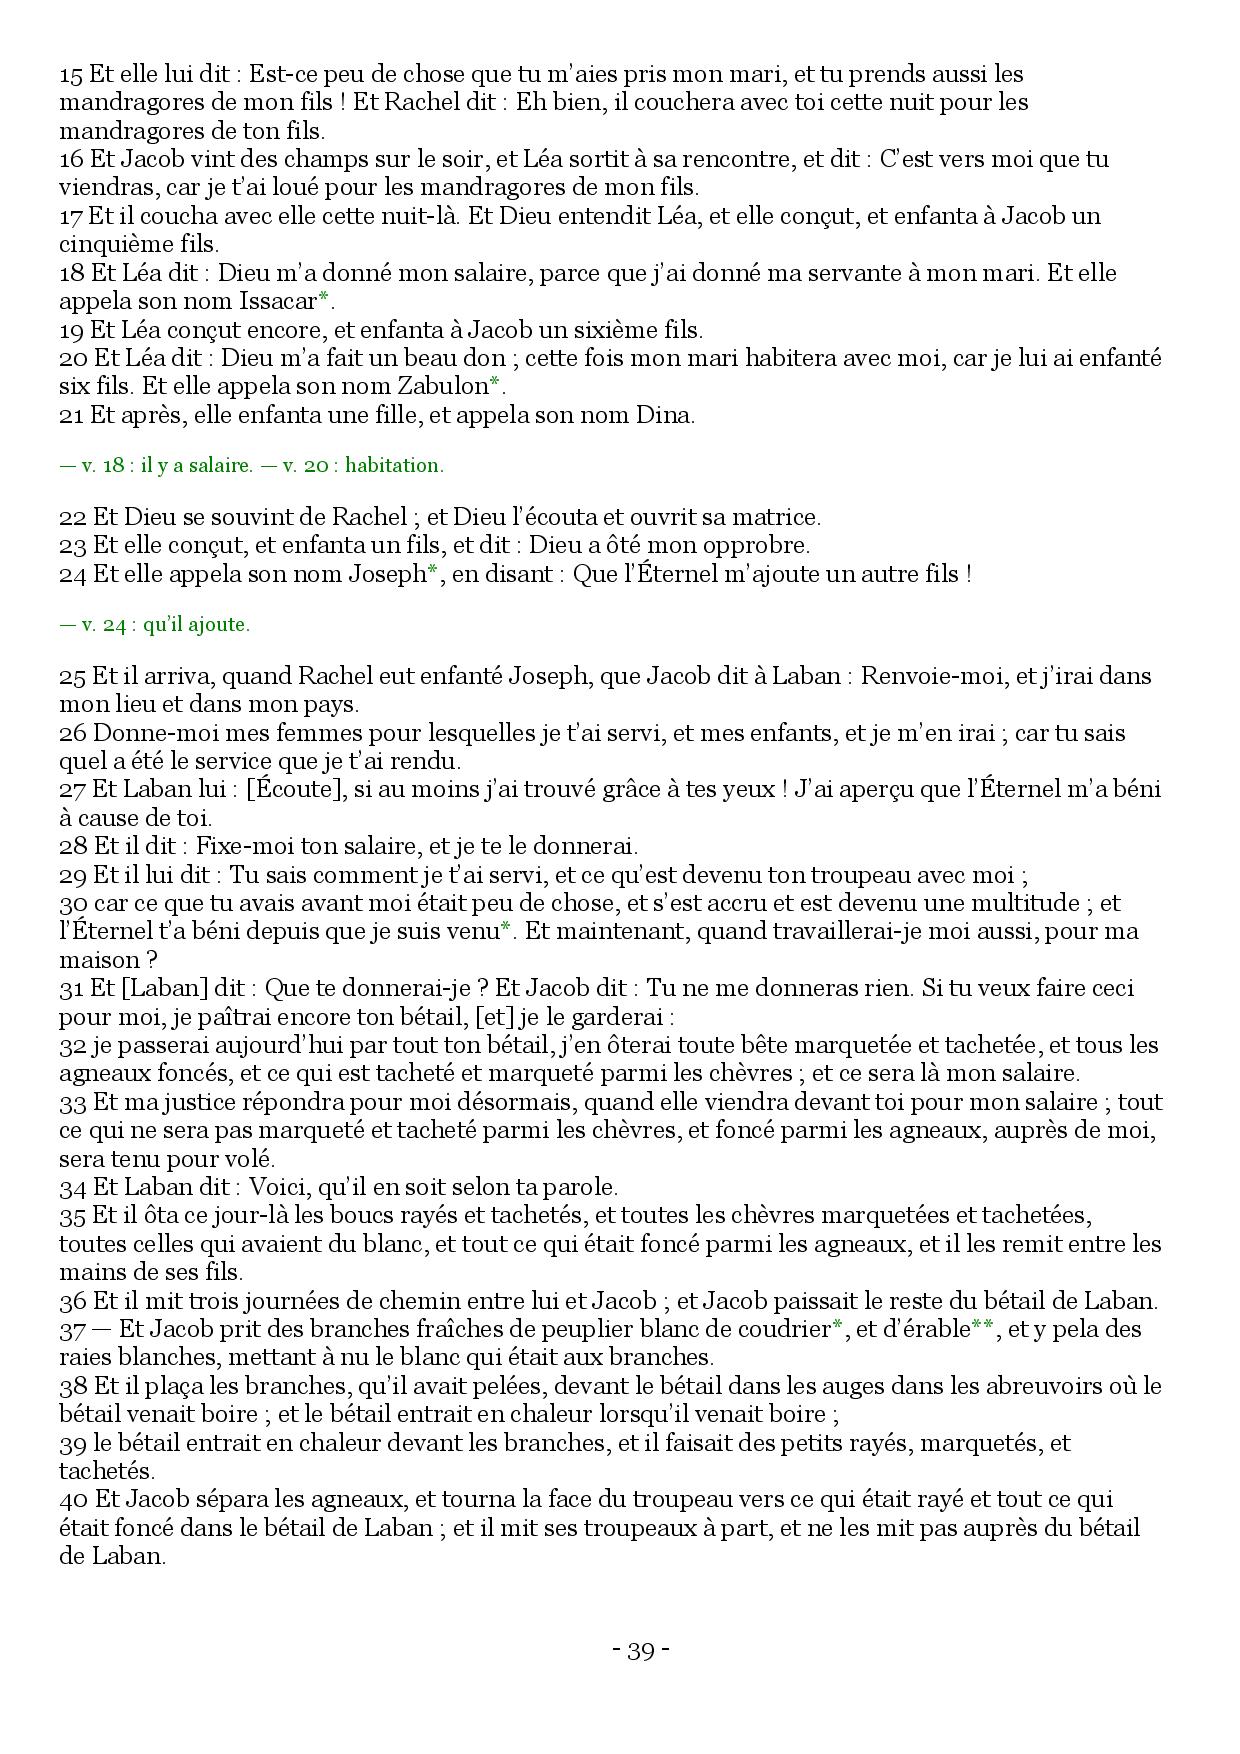 15 Et elle lui dit : Est-ce peu de chose que tu m’aies pris mon mari, et tu prends aussi les
mandragores de mon fils ! Et Rachel dit : Eh bien, il couchera avec toi cette nuit pour les
mandragores de ton fils.
16 Et Jacob vint des champs sur le soir, et Léa sortit à sa rencontre, et dit : C’est vers moi que tu
viendras, car je t’ai loué pour les mandragores de mon fils.
17 Et il coucha avec elle cette nuit-là. Et Dieu entendit Léa, et elle conçut, et enfanta à Jacob un
cinquième fils.
18 Et Léa dit : Dieu m’a donné mon salaire, parce que j’ai donné ma servante à mon mari. Et elle
appela son nom Issacar*.
19 Et Léa conçut encore, et enfanta à Jacob un sixième fils.
20 Et Léa dit : Dieu m’a fait un beau don ; cette fois mon mari habitera avec moi, car je lui ai enfanté
six fils. Et elle appela son nom Zabulon*.
21 Et après, elle enfanta une fille, et appela son nom Dina.
— v. 18 : il y a salaire. — v. 20 : habitation.
22 Et Dieu se souvint de Rachel ; et Dieu l’écouta et ouvrit sa matrice.
23 Et elle conçut, et enfanta un fils, et dit : Dieu a ôté mon opprobre.
24 Et elle appela son nom Joseph*, en disant : Que l’Éternel m’ajoute un autre fils !
— v. 24 : qu’il ajoute.
25 Et il arriva, quand Rachel eut enfanté Joseph, que Jacob dit à Laban : Renvoie-moi, et j’irai dans
mon lieu et dans mon pays.
26 Donne-moi mes femmes pour lesquelles je t’ai servi, et mes enfants, et je m’en irai ; car tu sais
quel a été le service que je t’ai rendu.
27 Et Laban lui : [Écoute], si au moins j’ai trouvé grâce à tes yeux ! J’ai aperçu que l’Éternel m’a béni
à cause de toi.
28 Et il dit : Fixe-moi ton salaire, et je te le donnerai.
29 Et il lui dit : Tu sais comment je t’ai servi, et ce qu’est devenu ton troupeau avec moi ;
30 car ce que tu avais avant moi était peu de chose, et s’est accru et est devenu une multitude ; et
l’Éternel t’a béni depuis que je suis venu*. Et maintenant, quand travaillerai-je moi aussi, pour ma
maison ?
31 Et [Laban] dit : Que te donnerai-je ? Et Jacob dit : Tu ne me donneras rien. Si tu veux faire ceci
pour moi, je paîtrai encore ton bétail, [et] je le garderai :
32 je passerai aujourd’hui par tout ton bétail, j’en ôterai toute bête marquetée et tachetée, et tous les
agneaux foncés, et ce qui est tacheté et marqueté parmi les chèvres ; et ce sera là mon salaire.
33 Et ma justice répondra pour moi désormais, quand elle viendra devant toi pour mon salaire ; tout
ce qui ne sera pas marqueté et tacheté parmi les chèvres, et foncé parmi les agneaux, auprès de moi,
sera tenu pour volé.
34 Et Laban dit : Voici, qu’il en soit selon ta parole.
35 Et il ôta ce jour-là les boucs rayés et tachetés, et toutes les chèvres marquetées et tachetées,
toutes celles qui avaient du blanc, et tout ce qui était foncé parmi les agneaux, et il les remit entre les
mains de ses fils.
36 Et il mit trois journées de chemin entre lui et Jacob ; et Jacob paissait le reste du bétail de Laban.
37 — Et Jacob prit des branches fraîches de peuplier blanc de coudrier*, et d’érable**, et y pela des
raies blanches, mettant à nu le blanc qui était aux branches.
38 Et il plaça les branches, qu’il avait pelées, devant le bétail dans les auges dans les abreuvoirs où le
bétail venait boire ; et le bétail entrait en chaleur lorsqu’il venait boire ;
39 le bétail entrait en chaleur devant les branches, et il faisait des petits rayés, marquetés, et
tachetés.
40 Et Jacob sépara les agneaux, et tourna la face du troupeau vers ce qui était rayé et tout ce qui
était foncé dans le bétail de Laban ; et il mit ses troupeaux à part, et ne les mit pas auprès du bétail
de Laban.
- 39 -